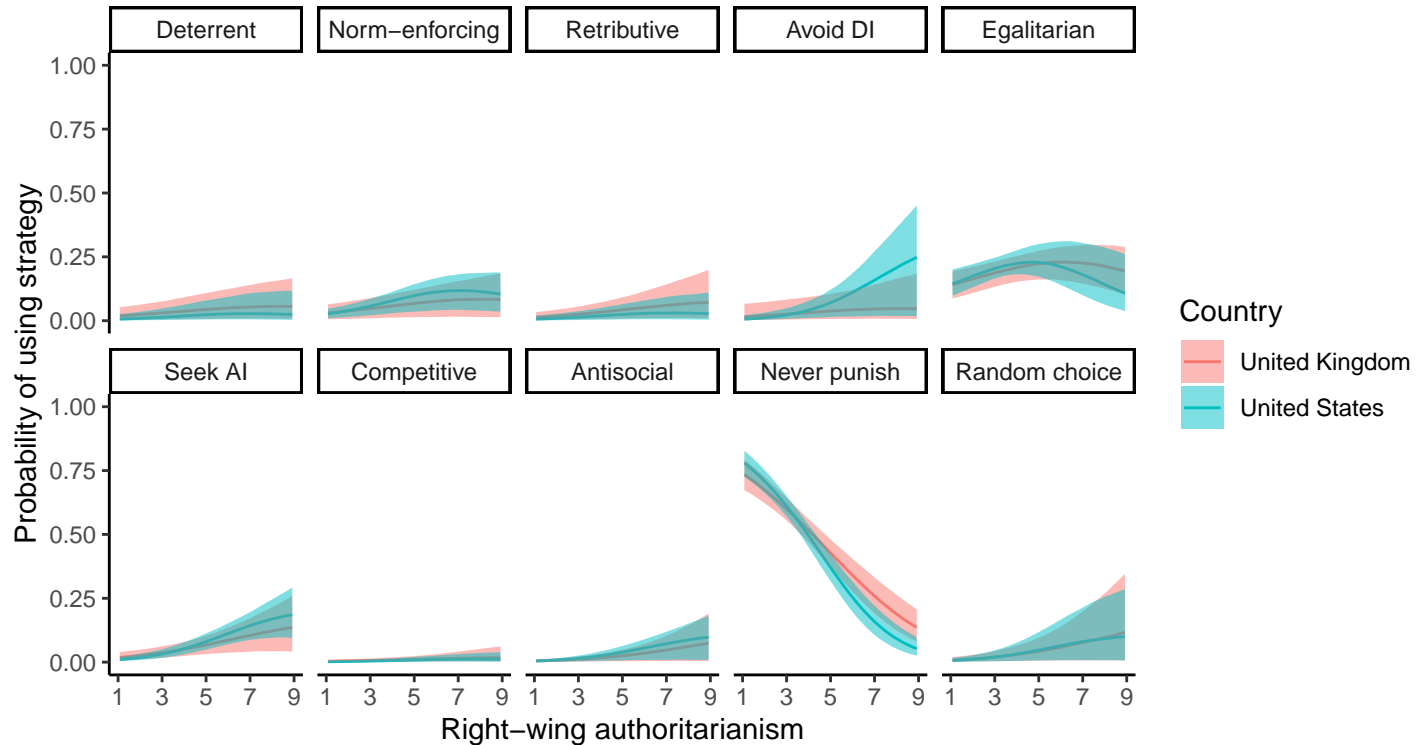 Deterrent Norm−enforcing Retributive Avoid DI Egalitarian
1.00
0.75
0.50
0.25
0.00
Seek AI Competitive Antisocial Never punish Random choice
1.00
0.75
0.50
0.25
0.00
1 3 5 7 9 1 3 5 7 9 1 3 5 7 9 1 3 5 7 9 1 3 5 7 9
Right−wing authoritarianism
Probability of using strategy
Country
United Kingdom
United States